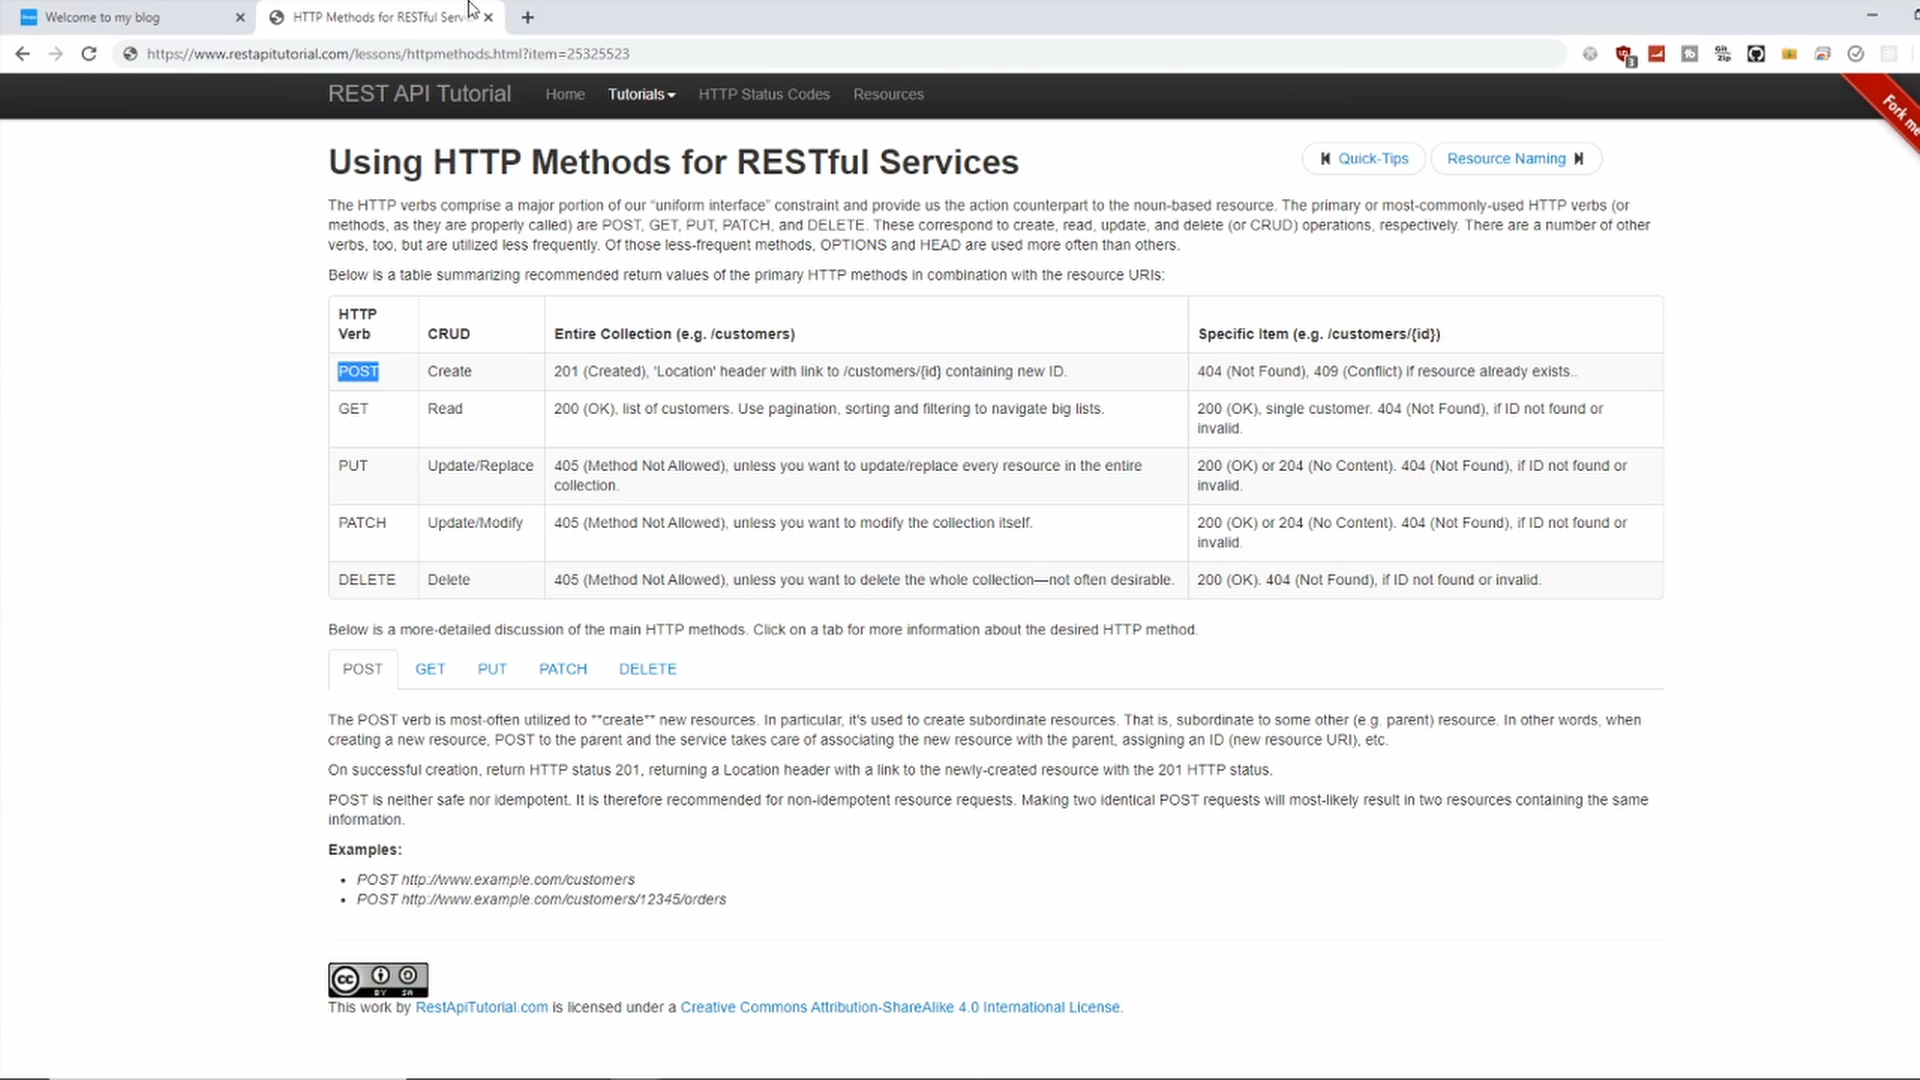 Welcome to my blog
HTTP Methods for RESTful Serv
https://www.restapitutorial.com/lessons/httpmethods.html?item=25325523
3
Git
Zip
REST API Tutorial Home Tutorials HTTP Status Codes Resources
Fork me
Using HTTP Methods for RESTful Services
Quick-Tips
Resource Naming
The HTTP verbs comprise a major portion of our “uniform interface” constraint and provide us the action counterpart to the noun-based resource. The primary or most-commonly-used HTTP verbs (or
methods, as they are properly called) are POST, GET, PUT, PATCH, and DELETE. These correspond to create, read, update, and delete (or CRUD) operations, respectively. There are a number of other
verbs, too, but are utilized less frequently. Of those less-frequent methods, OPTIONS and HEAD are used more often than others.
Below is a table summarizing recommended return values of the primary HTTP methods in combination with the resource URIs:
HTTP
Verb CRUD Entire Collection (e.g. /customers) Specific Item (e.g. /customers/{id})
POST Create 201 (Created), 'Location' header with link to /customers/{id} containing new ID. 404 (Not Found), 409 (Conflict) if resource already exists..
GET Read 200 (OK), list of customers. Use pagination, sorting and filtering to navigate big lists. 200 (OK), single customer. 404 (Not Found), if ID not found or
invalid.
PUT Update/Replace 405 (Method Not Allowed), unless you want to update/replace every resource in the entire 200 (OK) or 204 (No Content). 404 (Not Found), if ID not found or
collection. invalid.
PATCH Update/Modify 405 (Method Not Allowed), unless you want to modify the collection itself. 200 (OK) or 204 (No Content). 404 (Not Found), if ID not found or
invalid.
DELETE Delete 405 (Method Not Allowed), unless you want to delete the whole collection—not often desirable. 200 (OK). 404 (Not Found), if ID not found or invalid.
Below is a more-detailed discussion of the main HTTP methods. Click on a tab for more information about the desired HTTP method.
POST GET PUT PATCH DELETE
The POST verb is most-often utilized to **create** new resources. In particular, it's used to create subordinate resources. That is, subordinate to some other (e.g. parent) resource. In other words, when
creating a new resource, POST to the parent and the service takes care of associating the new resource with the parent, assigning an ID (new resource URI), etc.
On successful creation, return HTTP status 201, returning a Location header with a link to the newly-created resource with the 201 HTTP status.
POST is neither safe nor idempotent. It is therefore recommended for non-idempotent resource requests. Making two identical POST requests will most-likely result in two resources containing the same
information.
Examples:
• POST http://www.example.com/customers
• POST http://www.example.com/customers/12345/orders
cc BY SA
This work by RestApiTutorial.com is licensed under a Creative Commons Attribution-ShareAlike 4.0 International License.